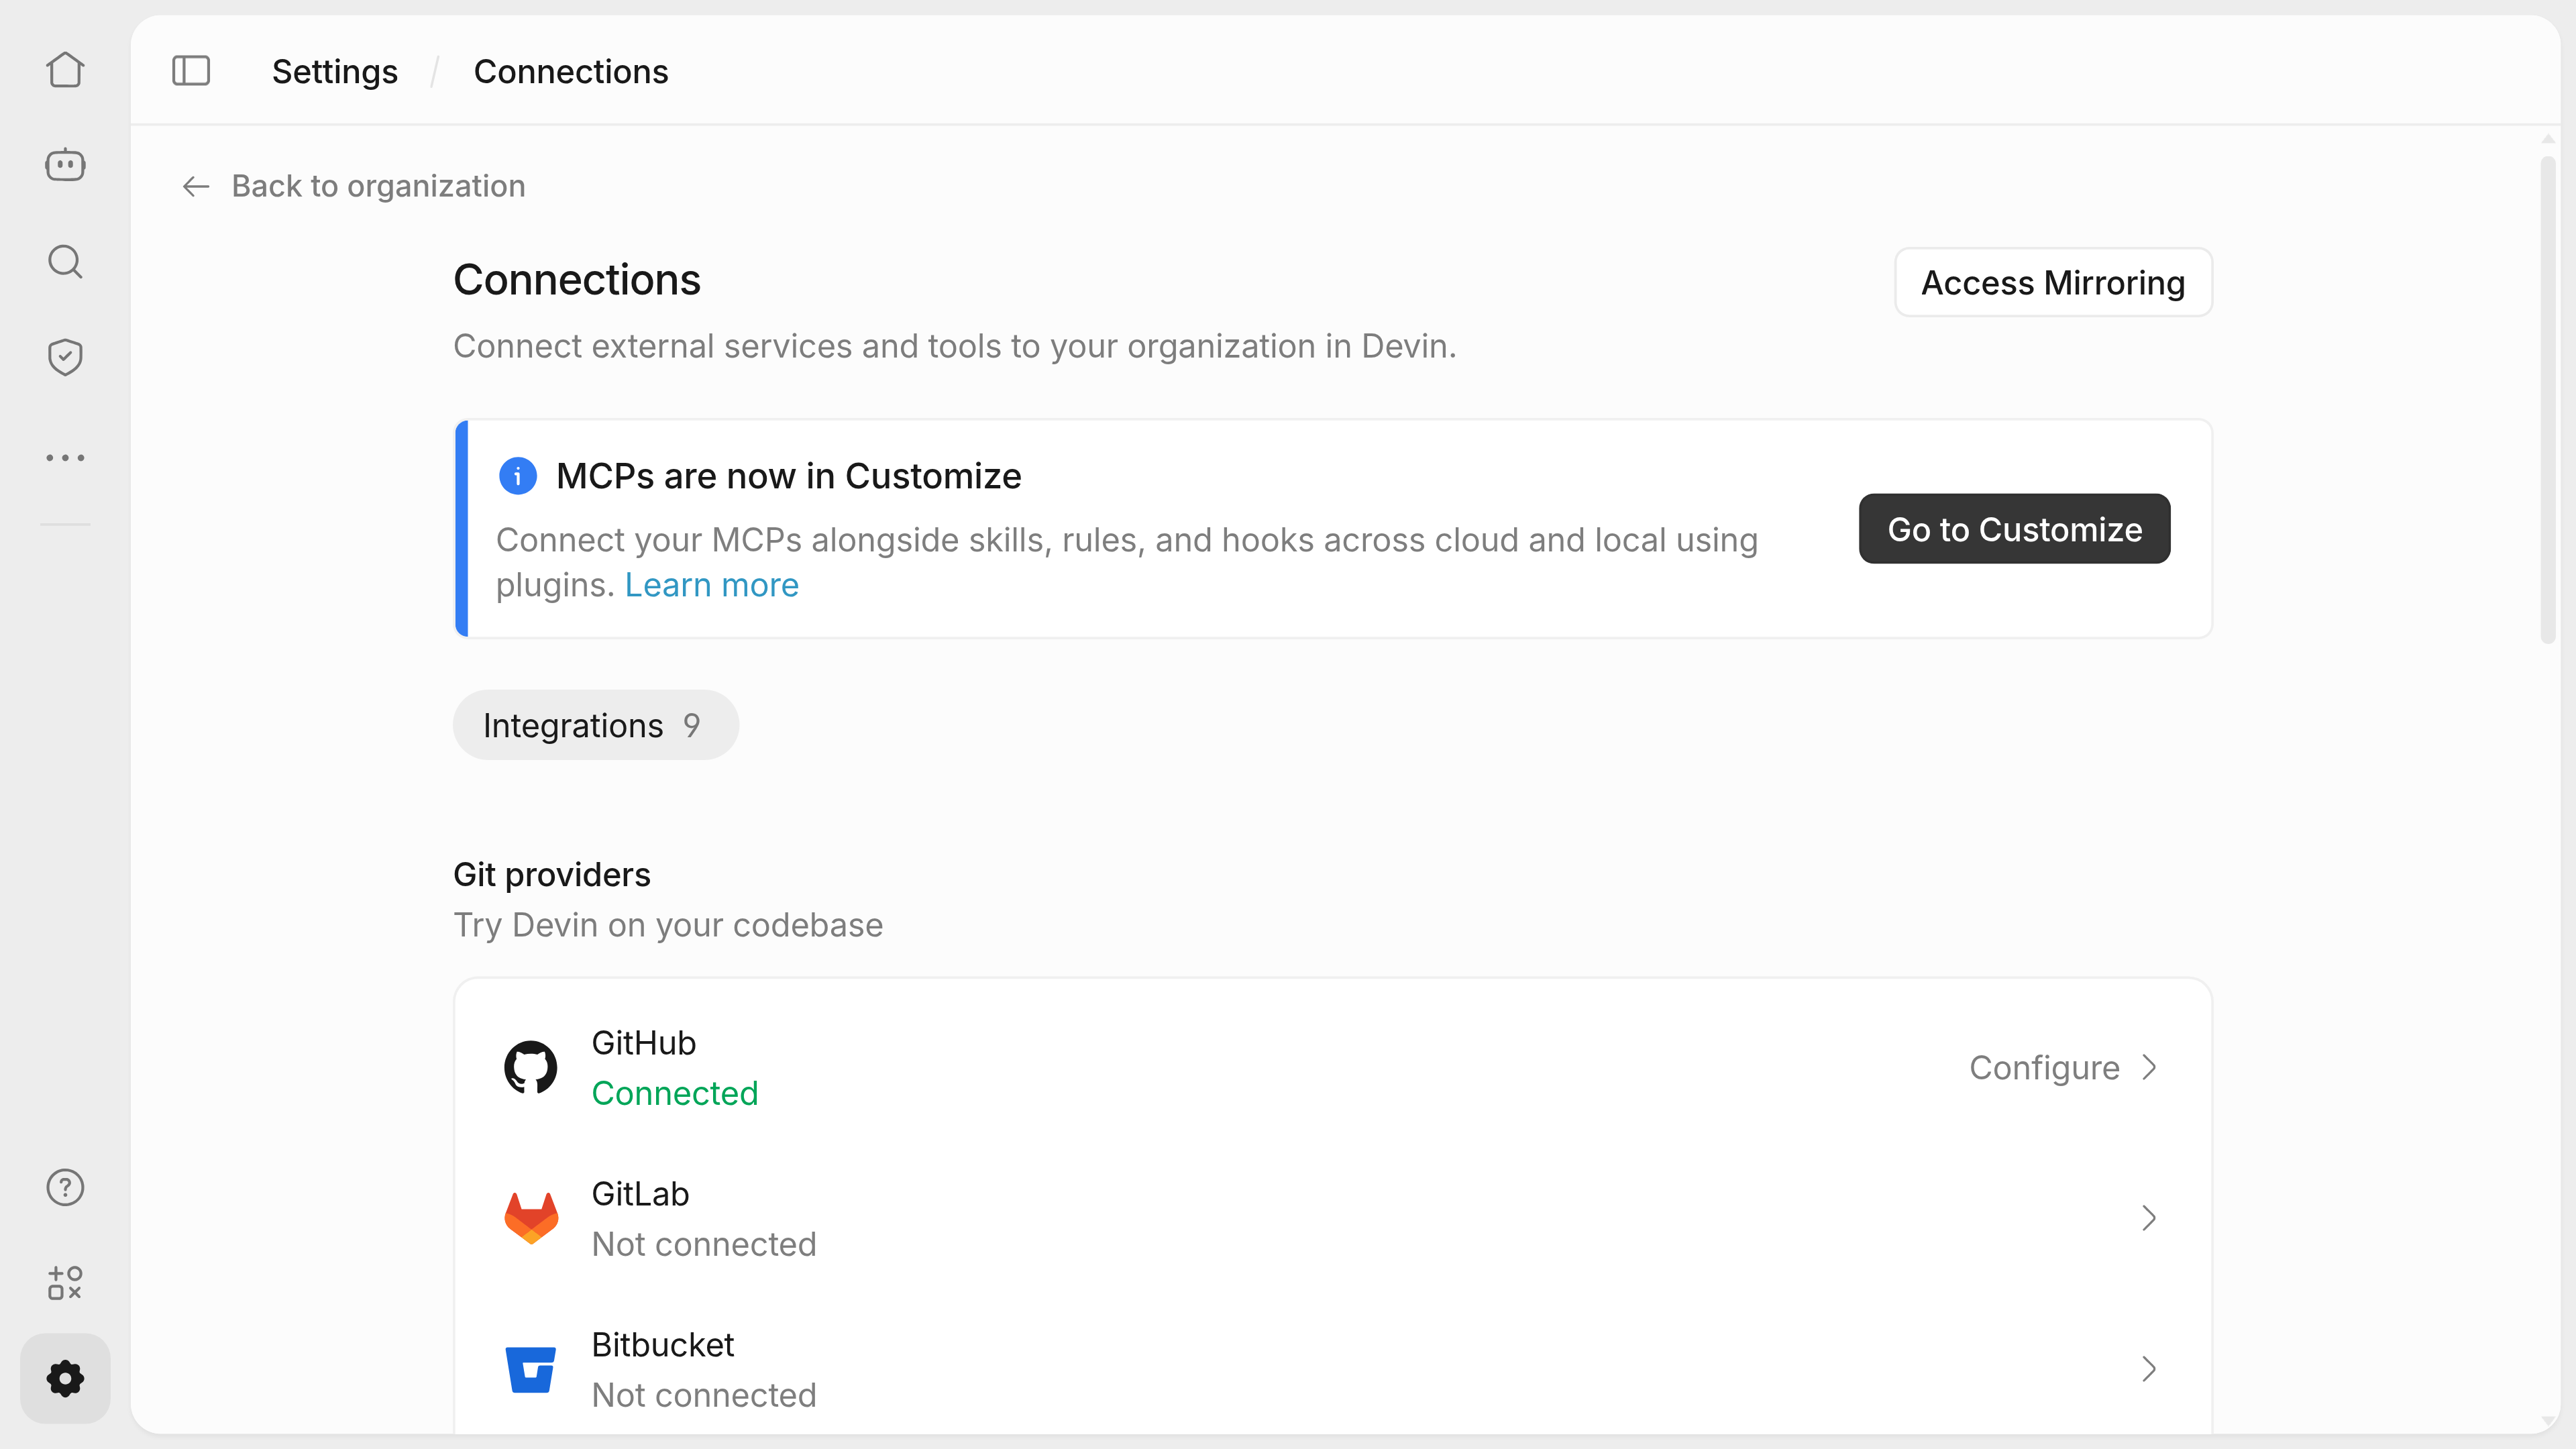 Settings / Connections
Back to organization
Connections
Access Mirroring
Connect external services and tools to your organization in Devin.
MCPs are now in Customize
Connect your MCPs alongside skills, rules, and hooks across cloud and local using
plugins. Learn more
Go to Customize
Integrations 9
Git providers
Try Devin on your codebase
GitHub
Connected
Configure
GitLab
Not connected
Bitbucket
Not connected